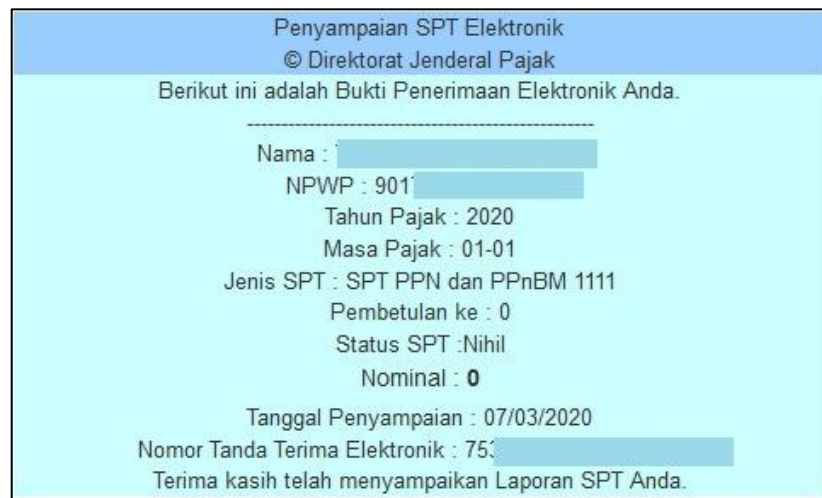 Penyampaian SPT Elektronik
© Direktorat Jenderal Pajak
Berikut ini adalah Bukti Penerimaan Elektronik Anda.
------------------------------------------------------
Nama :
NPWP : 901
Tahun Pajak : 2020
Masa Pajak : 01-01
Jenis SPT : SPT PPN dan PPnBM 1111
Pembetulan ke : 0
Status SPT :Nihil
Nominal : 0
Tanggal Penyampaian : 07/03/2020
Nomor Tanda Terima Elektronik : 75
Terima kasih telah menyampaikan Laporan SPT Anda.